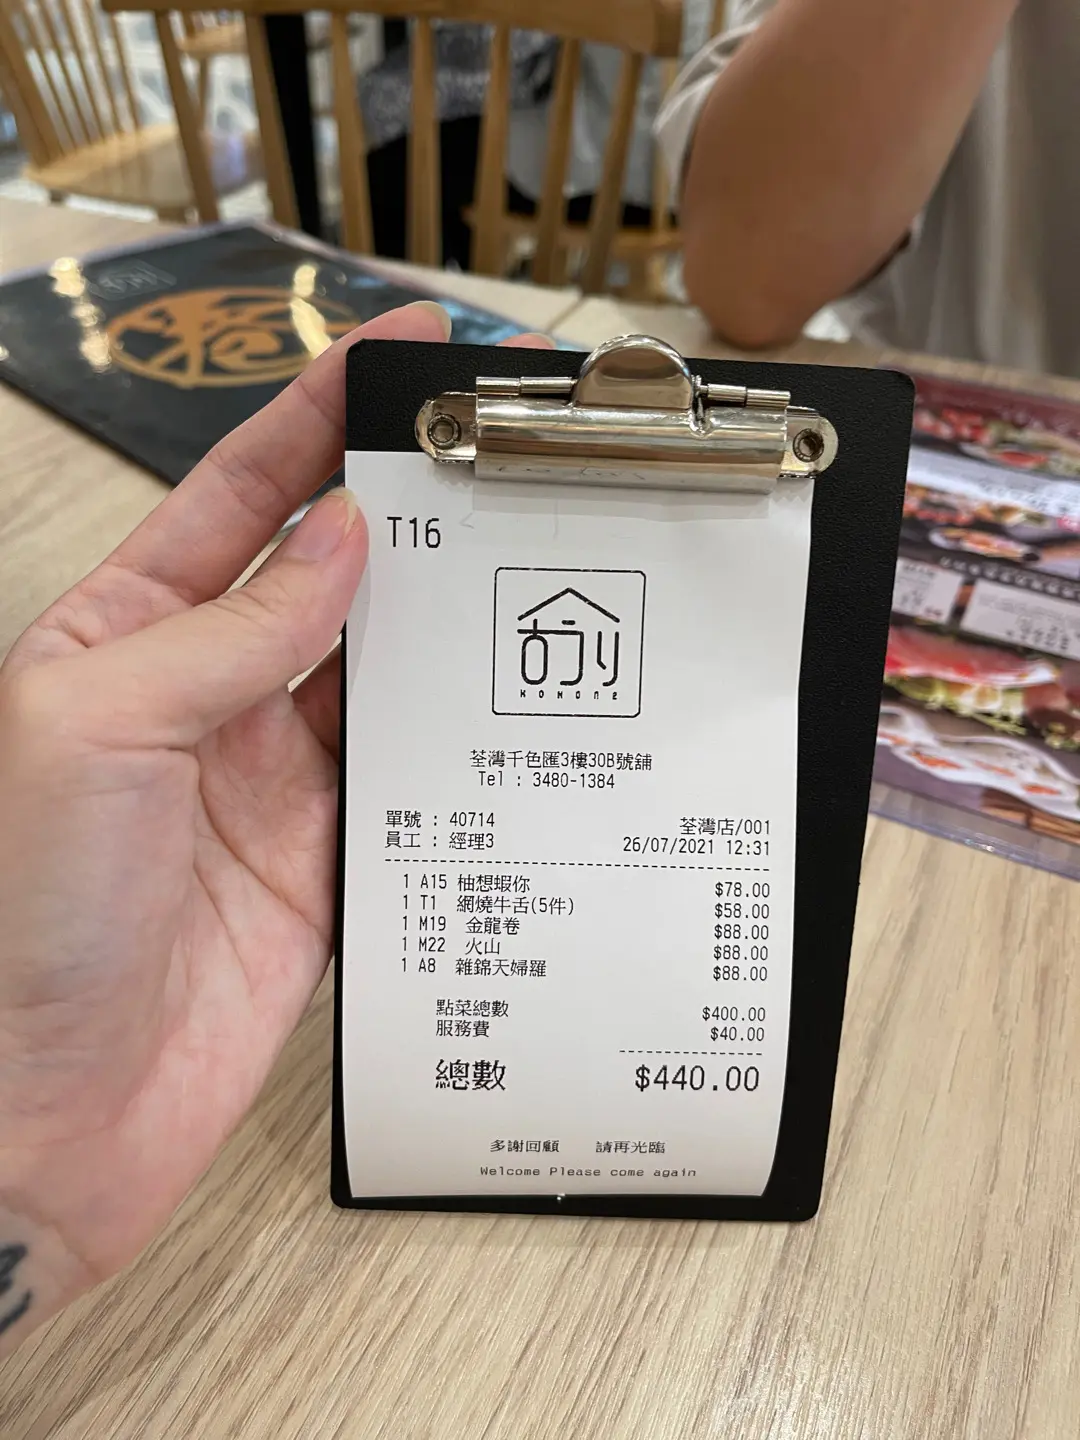 T16
KOKONE
荃灣千色匯3樓30B號舖
Tel : 3480-1384
單號 : 40714 荃灣店/001
員工 : 經理3 26/07/2021 12:31
1 A15 柚想蝦你 $78.00
1 T1 網燒牛舌(5件) $58.00
1 M19 金龍卷 $88.00
1 M22 火山 $88.00
1 A8 雜錦天婦羅 $88.00
點菜總數 $400.00
服務費 $40.00
總數 $440.00
多謝回顧 請再光臨
Welcome Please come again